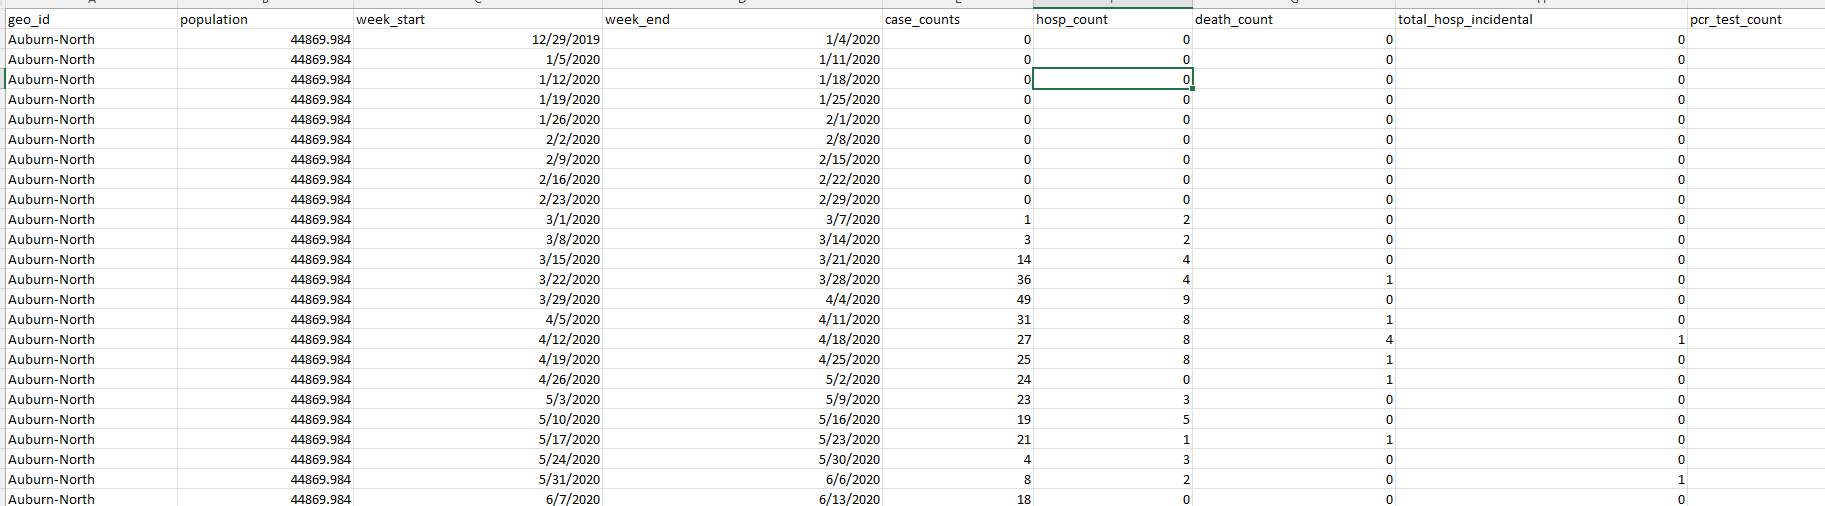 geo_id population week_start week_end case_counts hosp_count death_count total_hosp_incidental pcr_test_count
Auburn-North 44869.984 12/29/2019 1/4/2020 0 0 0 0
Auburn-North 44869.984 1/5/2020 1/11/2020 0 0 0 0
Auburn-North 44869.984 1/12/2020 1/18/2020 0 0 0 0
Auburn-North 44869.984 1/19/2020 1/25/2020 0 0 0 0
Auburn-North 44869.984 1/26/2020 2/1/2020 0 0 0 0
Auburn-North 44869.984 2/2/2020 2/8/2020 0 0 0 0
Auburn-North 44869.984 2/9/2020 2/15/2020 0 0 0 0
Auburn-North 44869.984 2/16/2020 2/22/2020 0 0 0 0
Auburn-North 44869.984 2/23/2020 2/29/2020 0 0 0 0
Auburn-North 44869.984 3/1/2020 3/7/2020 1 2 0 0
Auburn-North 44869.984 3/8/2020 3/14/2020 3 2 0 0
Auburn-North 44869.984 3/15/2020 3/21/2020 14 4 0 0
Auburn-North 44869.984 3/22/2020 3/28/2020 36 4 1 0
Auburn-North 44869.984 3/29/2020 4/4/2020 49 9 0 0
Auburn-North 44869.984 4/5/2020 4/11/2020 31 8 1 0
Auburn-North 44869.984 4/12/2020 4/18/2020 27 8 4 1
Auburn-North 44869.984 4/19/2020 4/25/2020 25 8 1 0
Auburn-North 44869.984 4/26/2020 5/2/2020 24 0 1 0
Auburn-North 44869.984 5/3/2020 5/9/2020 23 3 0 0
Auburn-North 44869.984 5/10/2020 5/16/2020 19 5 0 0
Auburn-North 44869.984 5/17/2020 5/23/2020 21 1 1 0
Auburn-North 44869.984 5/24/2020 5/30/2020 4 3 0 0
Auburn-North 44869.984 5/31/2020 6/6/2020 8 2 0 1
Auburn-North 44869.984 6/7/2020 6/13/2020 18 0 0 0